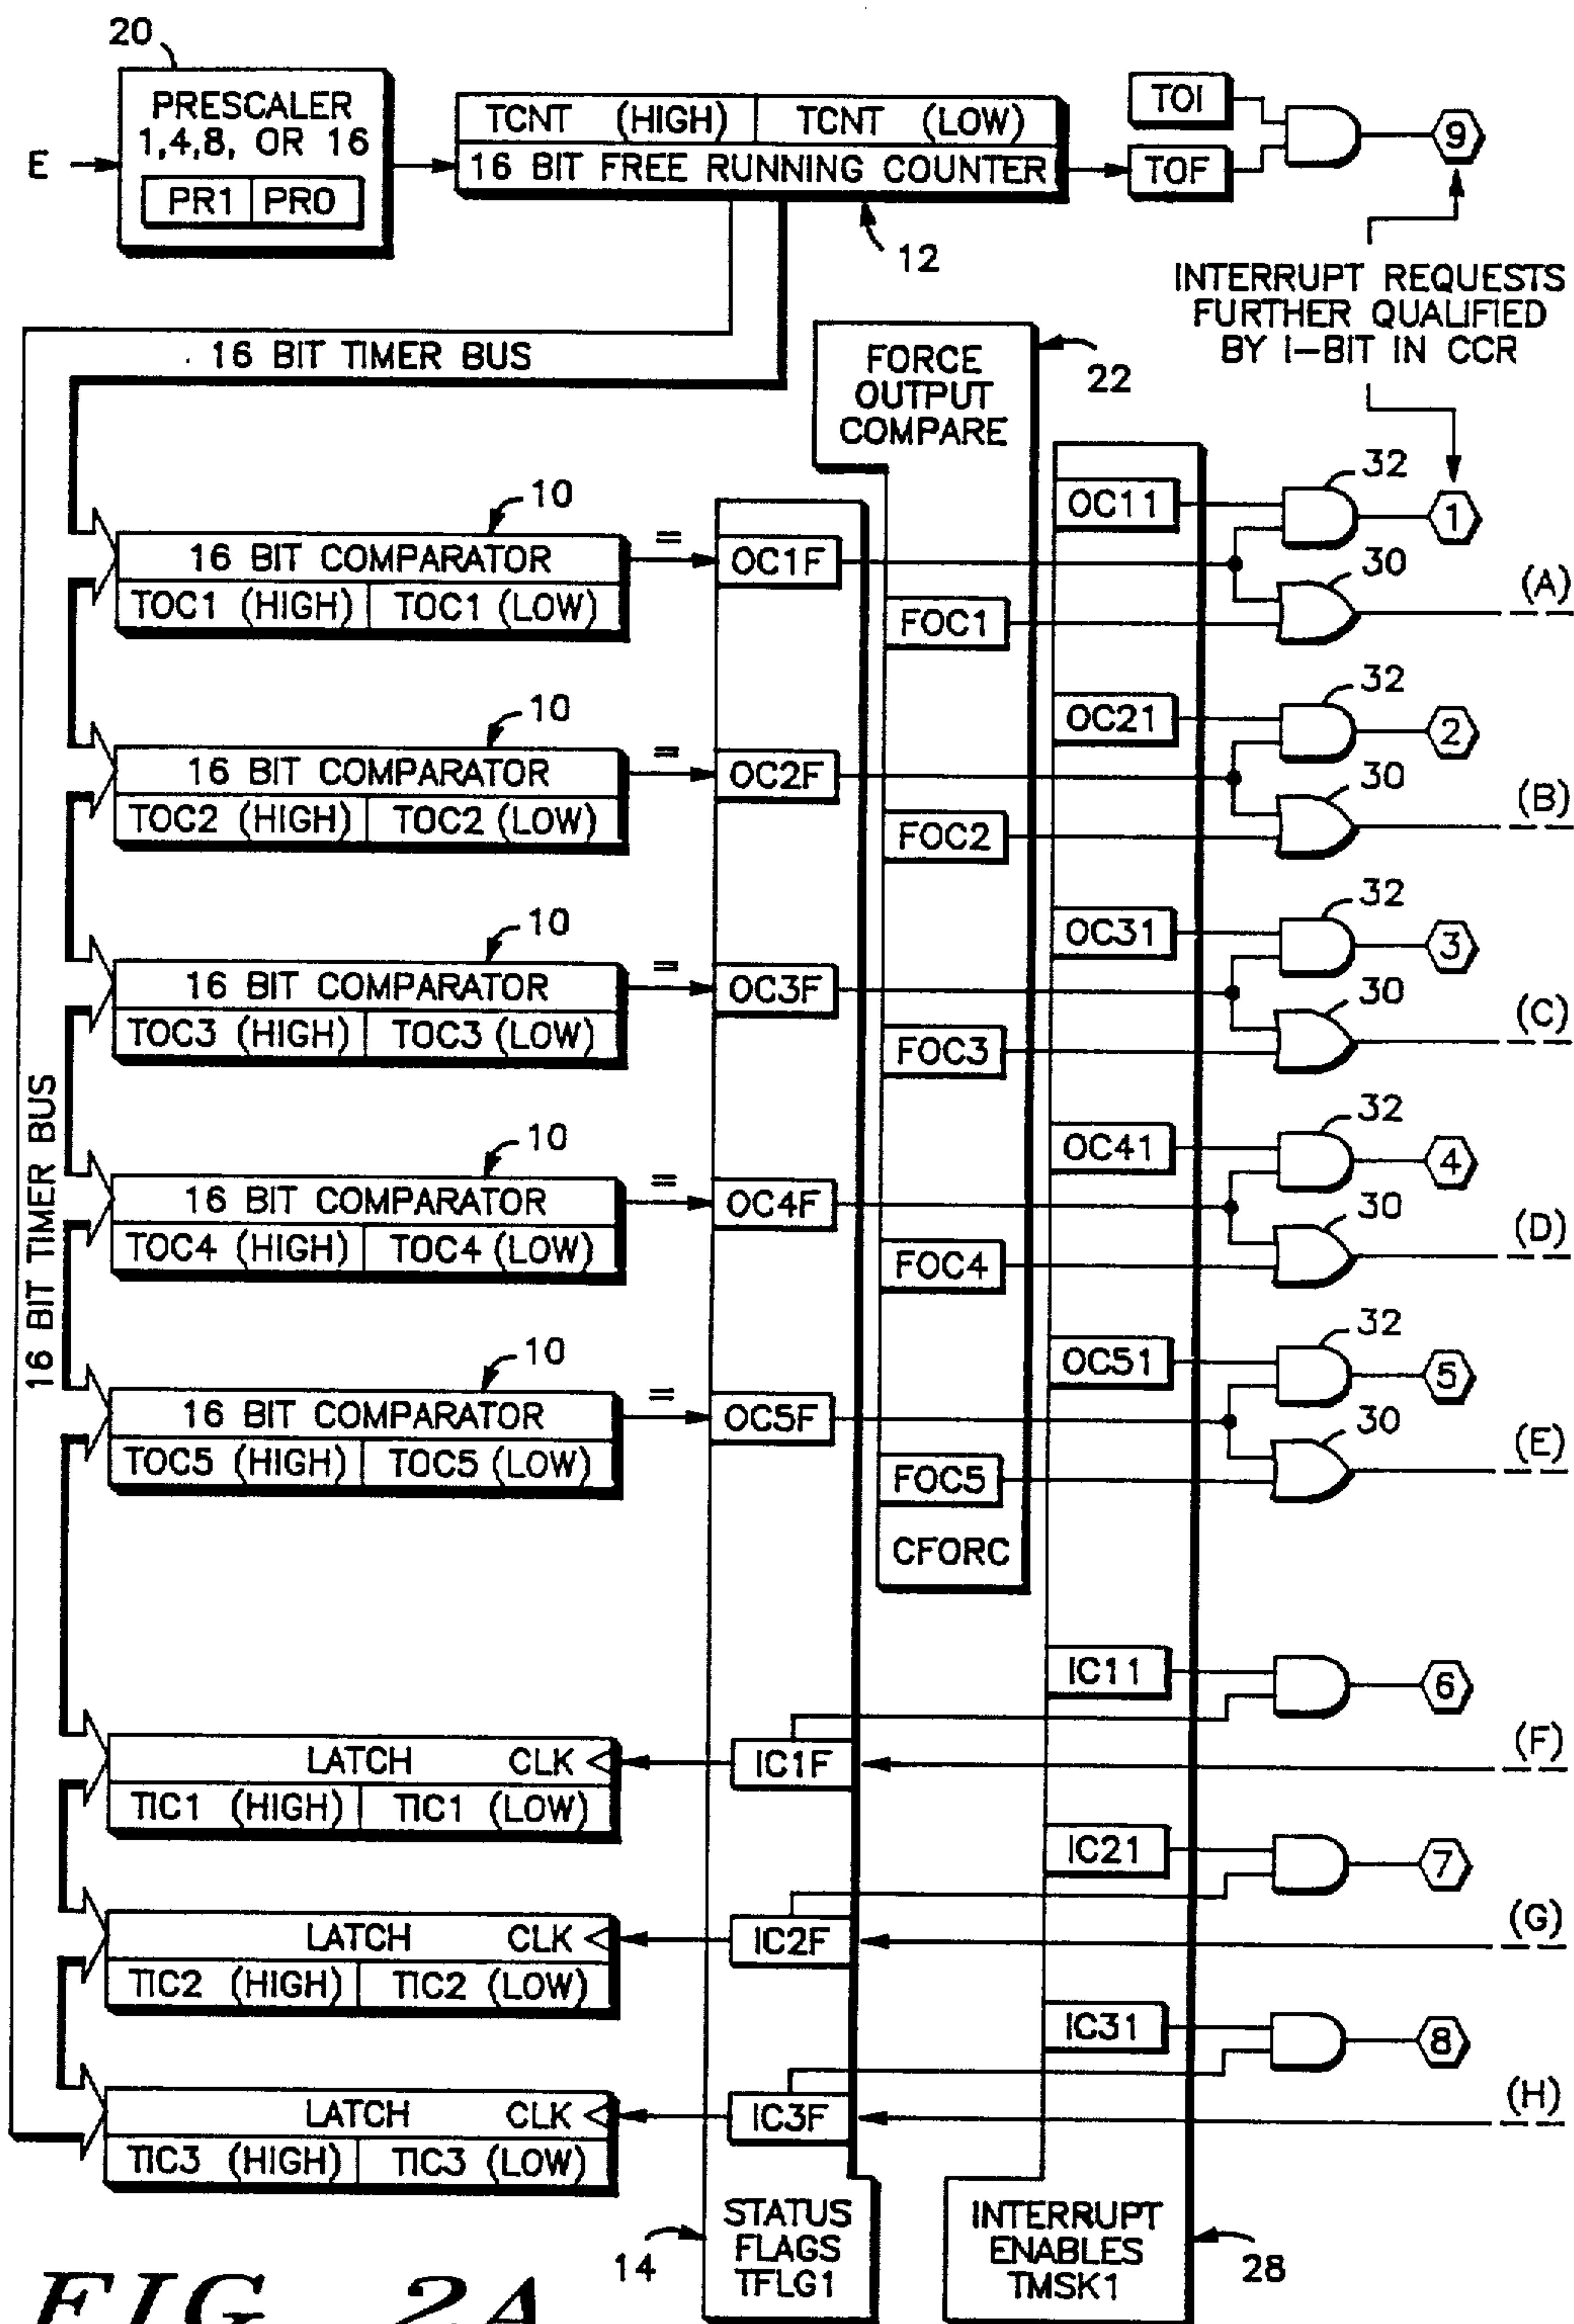 20
PRESCALER
1,4,8, OR 16
PR1 PR0
E
TCNT (HIGH) TCNT (LOW)
16 BIT FREE RUNNING COUNTER
12
TOI
TOF
9
INTERRUPT REQUESTS
FURTHER QUALIFIED
BY I-BIT IN CCR
16 BIT TIMER BUS
16 BIT TIMER BUS
FORCE
OUTPUT
COMPARE
22
10
16 BIT COMPARATOR
TOC1 (HIGH) TOC1 (LOW)
=
OC1F
FOC1
OC11
32
1
30
(A)
10
16 BIT COMPARATOR
TOC2 (HIGH) TOC2 (LOW)
=
OC2F
FOC2
OC21
32
2
30
(B)
10
16 BIT COMPARATOR
TOC3 (HIGH) TOC3 (LOW)
=
OC3F
FOC3
OC31
32
3
30
(C)
10
16 BIT COMPARATOR
TOC4 (HIGH) TOC4 (LOW)
=
OC4F
FOC4
OC41
32
4
30
(D)
10
16 BIT COMPARATOR
TOC5 (HIGH) TOC5 (LOW)
=
OC5F
FOC5
OC51
32
5
30
(E)
CFORC
IC11
6
LATCH CLK
TIC1 (HIGH) TIC1 (LOW)
IC1F
(F)
IC21
7
LATCH CLK
TIC2 (HIGH) TIC2 (LOW)
IC2F
(G)
IC31
8
LATCH CLK
TIC3 (HIGH) TIC3 (LOW)
IC3F
(H)
14
STATUS
FLAGS
TFLG1
INTERRUPT
ENABLES
TMSK1
28
FIG. 2A